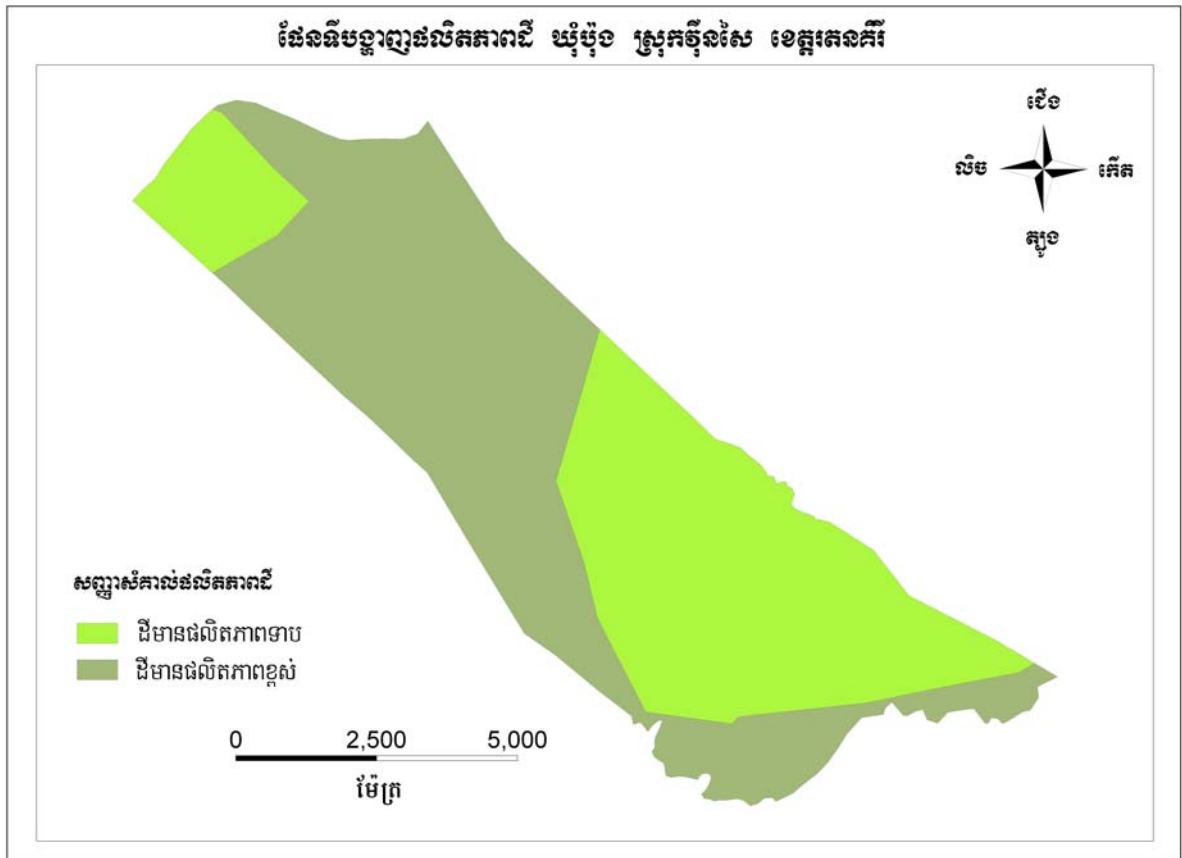 ផែនទីបង្ហាញផលិតភាពដី ឃុំប៉ុង ស្រុកវ៉ឺនសៃ ខេត្តរតនគិរី
ជើង
លិច
កើត
ត្បូង
សញ្ញាសំគាល់ផលិតភាពដី
ដីមានផលិតភាពទាប
ដីមានផលិតភាពខ្ពស់
0 2,500 5,000
ម៉ែត្រ